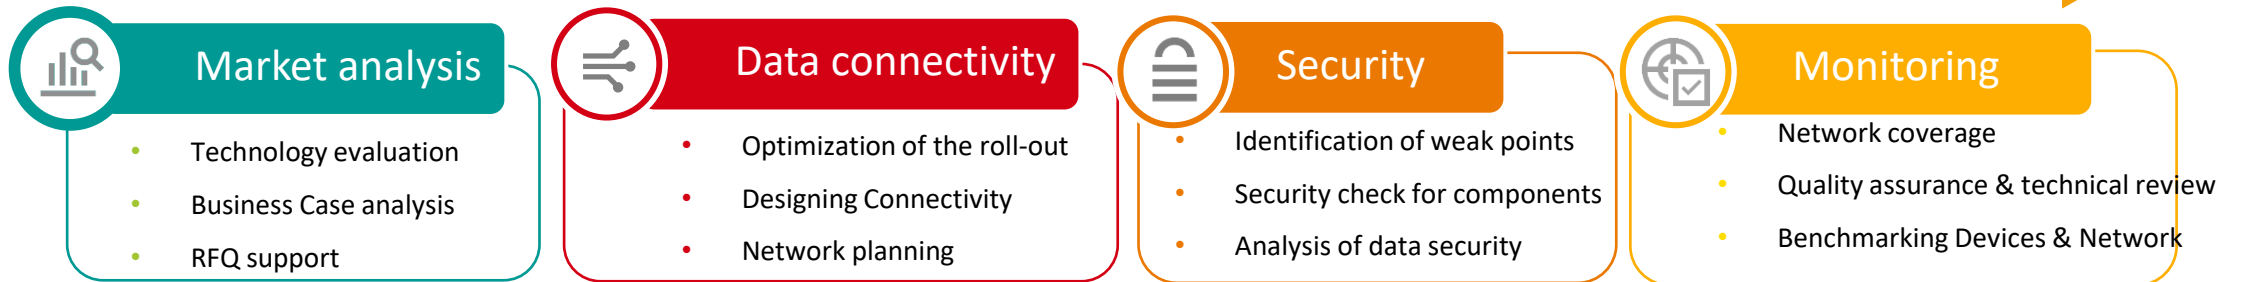 Market analysis
• Technology evaluation
• Business Case analysis
• RFQ support
Data connectivity
• Optimization of the roll-out
• Designing Connectivity
• Network planning
Security
• Identification of weak points
• Security check for components
• Analysis of data security
Monitoring
• Network coverage
• Quality assurance & technical review
• Benchmarking Devices & Network